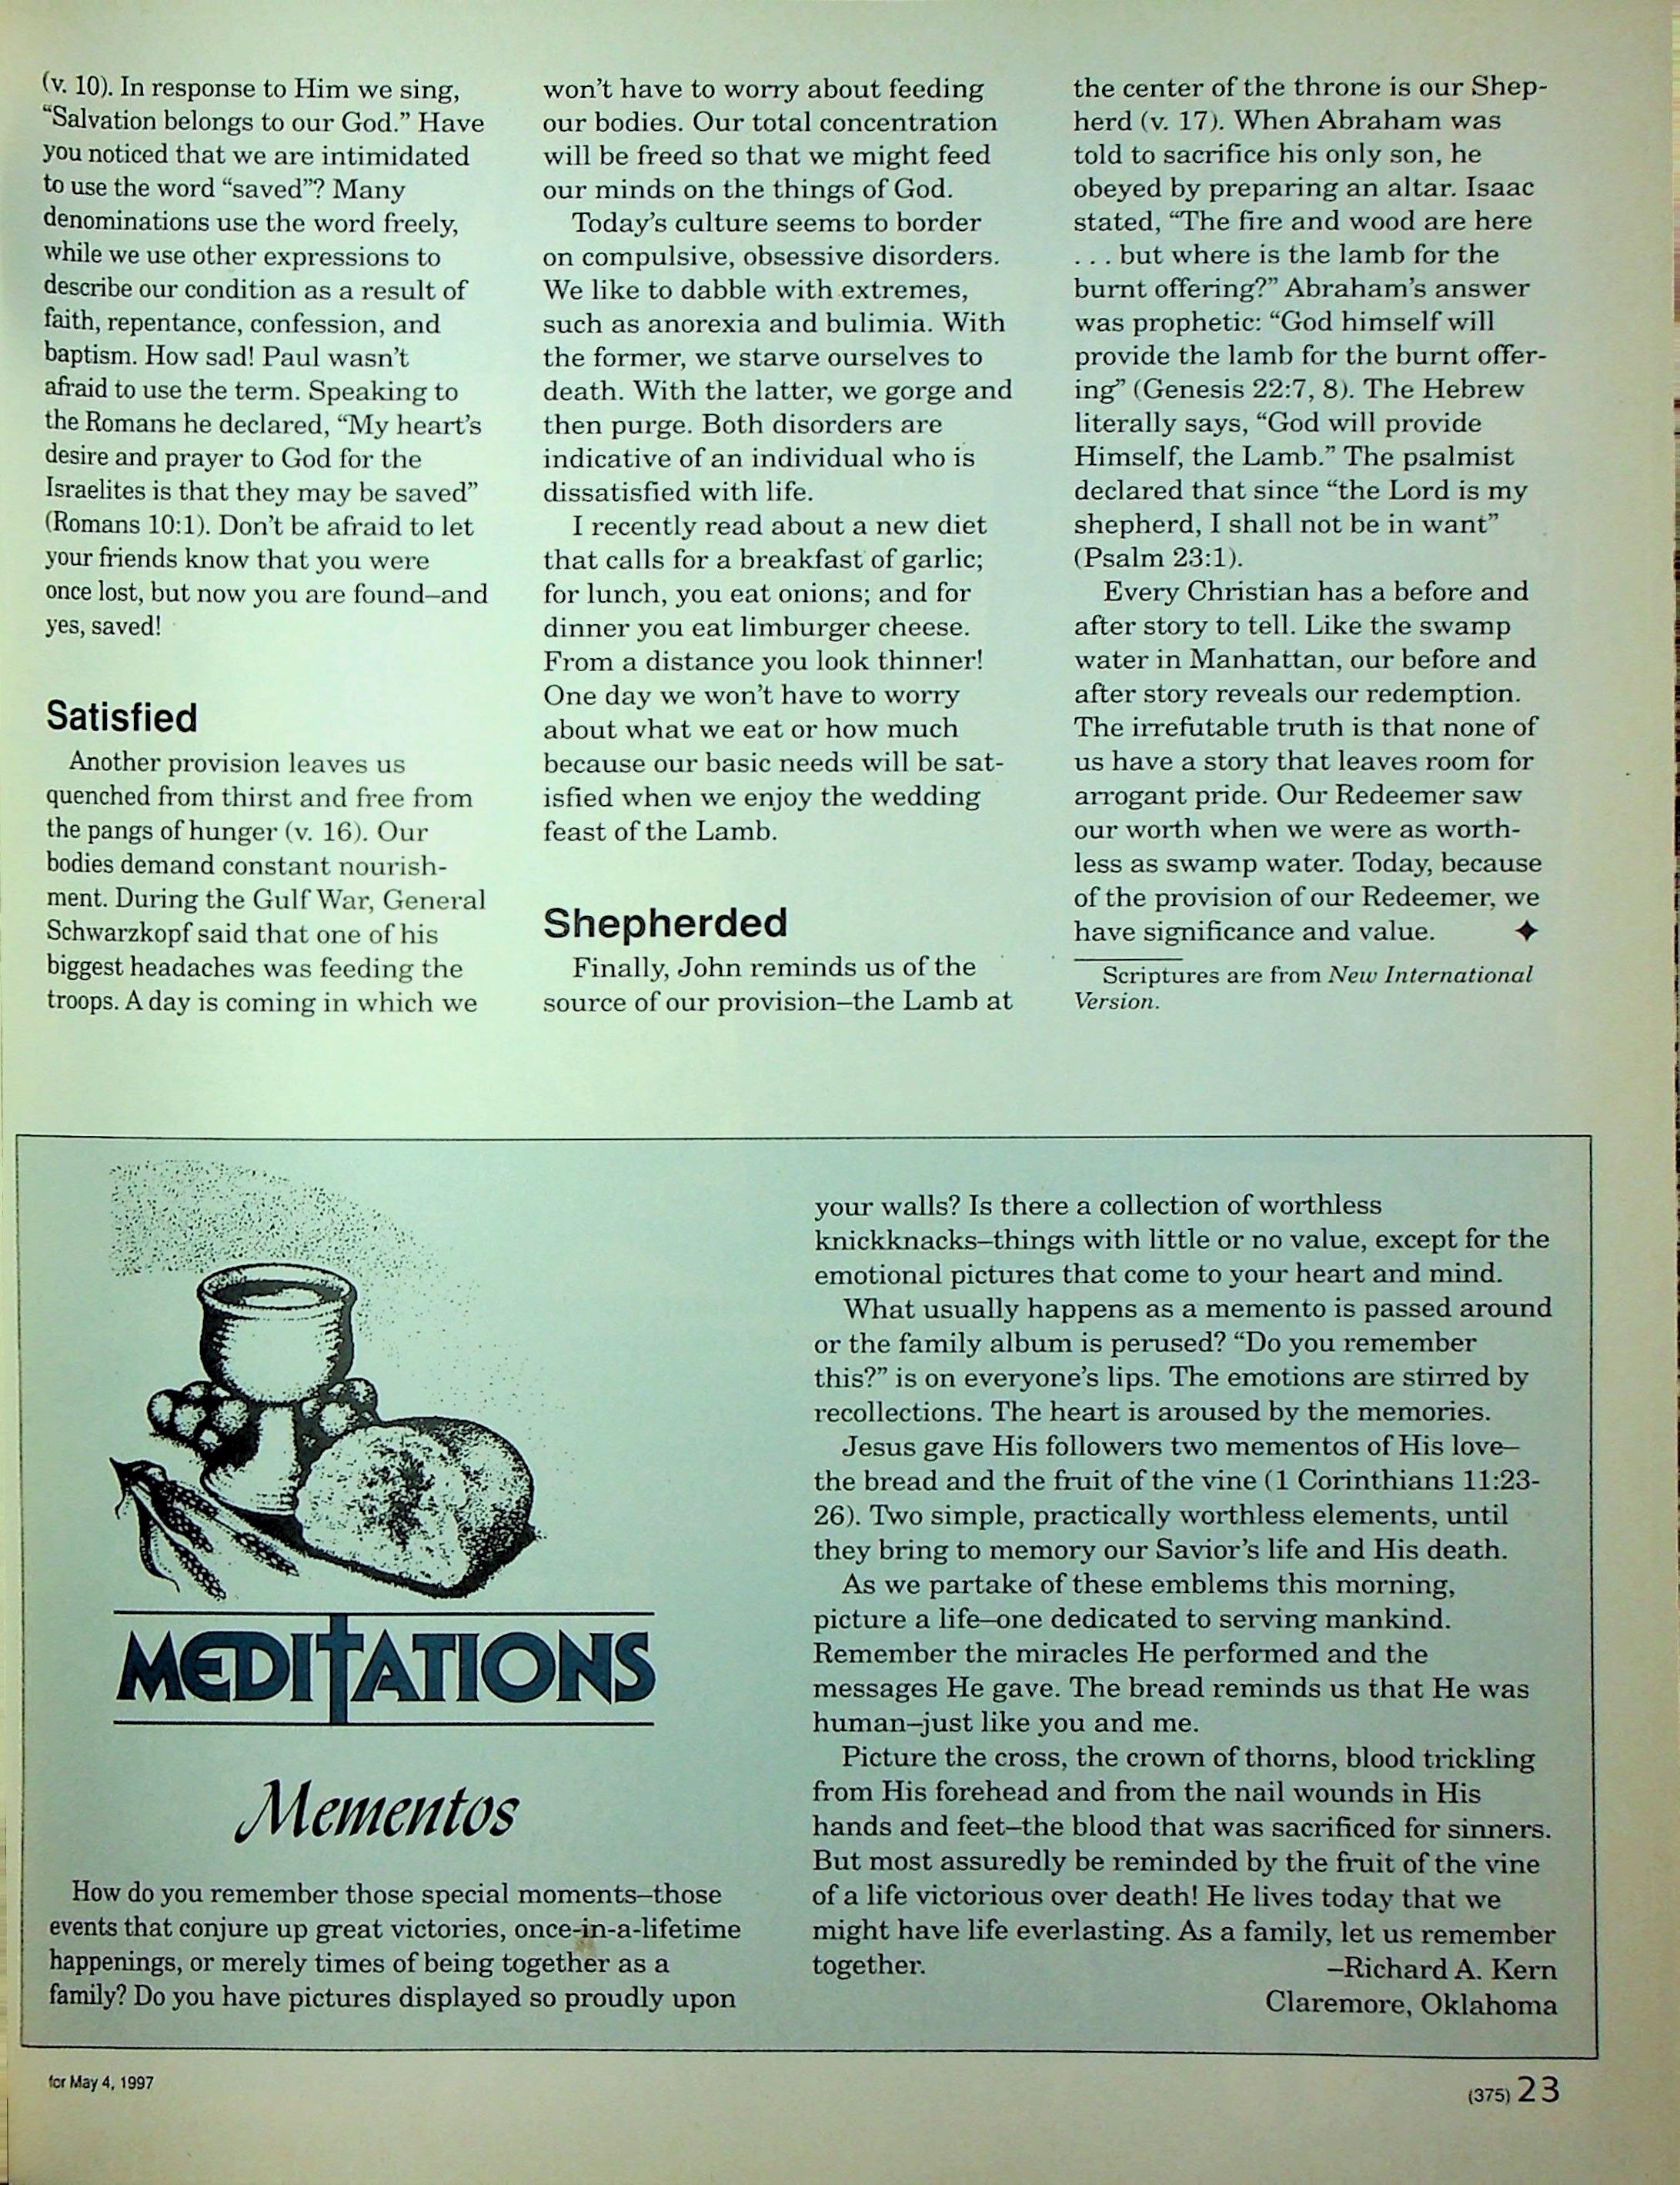 (v. 10). In response to Him we sing,
“Salvation belongs to our God.” Have
you noticed that we are intimidated
to use the word “saved”? Many
denominations use the word freely,
while we use other expressions to
describe our condition as a result of
faith, repentance, confession, and
baptism. How sad! Paul wasn’t
afraid to use the term. Speaking to
the Romans he declared, “My heart’s
desire and prayer to God for the
Israelites is that they may be saved”
(Romans 10:1). Don’t be afraid to let
your friends know that you were
once lost, but now you are found–and
yes, saved!
Satisfied
Another provision leaves us
quenched from thirst and free from
the pangs of hunger (v. 16). Our
bodies demand constant nourish-
ment. During the Gulf War, General
Schwarzkopf said that one of his
biggest headaches was feeding the
troops. A day is coming in which we
won’t have to worry about feeding
our bodies. Our total concentration
will be freed so that we might feed
our minds on the things of God.
Today’s culture seems to border
on compulsive, obsessive disorders.
We like to dabble with extremes,
such as anorexia and bulimia. With
the former, we starve ourselves to
death. With the latter, we gorge and
then purge. Both disorders are
indicative of an individual who is
dissatisfied with life.
I recently read about a new diet
that calls for a breakfast of garlic;
for lunch, you eat onions; and for
dinner you eat limburger cheese.
From a distance you look thinner!
One day we won’t have to worry
about what we eat or how much
because our basic needs will be sat-
isfied when we enjoy the wedding
feast of the Lamb.
Shepherded
Finally, John reminds us of the
source of our provision–the Lamb at
the center of the throne is our Shep-
herd (v. 17). When Abraham was
told to sacrifice his only son, he
obeyed by preparing an altar. Isaac
stated, “The fire and wood are here
. . . but where is the lamb for the
burnt offering?” Abraham’s answer
was prophetic: “God himself will
provide the lamb for the burnt offer-
ing” (Genesis 22:7, 8). The Hebrew
literally says, “God will provide
Himself, the Lamb.” The psalmist
declared that since “the Lord is my
shepherd, I shall not be in want”
(Psalm 23:1).
Every Christian has a before and
after story to tell. Like the swamp
water in Manhattan, our before and
after story reveals our redemption.
The irrefutable truth is that none of
us have a story that leaves room for
arrogant pride. Our Redeemer saw
our worth when we were as worth-
less as swamp water. Today, because
of the provision of our Redeemer, we
have significance and value. ✦
Scriptures are from New International
Version.
MEDITATIONS
Mementos
How do you remember those special moments–those
events that conjure up great victories, once-in-a-lifetime
happenings, or merely times of being together as a
family? Do you have pictures displayed so proudly upon
your walls? Is there a collection of worthless
knickknacks–things with little or no value, except for the
emotional pictures that come to your heart and mind.
What usually happens as a memento is passed around
or the family album is perused? “Do you remember
this?” is on everyone’s lips. The emotions are stirred by
recollections. The heart is aroused by the memories.
Jesus gave His followers two mementos of His love–
the bread and the fruit of the vine (1 Corinthians 11:23-
26). Two simple, practically worthless elements, until
they bring to memory our Savior’s life and His death.
As we partake of these emblems this morning,
picture a life–one dedicated to serving mankind.
Remember the miracles He performed and the
messages He gave. The bread reminds us that He was
human–just like you and me.
Picture the cross, the crown of thorns, blood trickling
from His forehead and from the nail wounds in His
hands and feet–the blood that was sacrificed for sinners.
But most assuredly be reminded by the fruit of the vine
of a life victorious over death! He lives today that we
might have life everlasting. As a family, let us remember
together.
–Richard A. Kern
Claremore, Oklahoma
for May 4, 1997
(375) 23